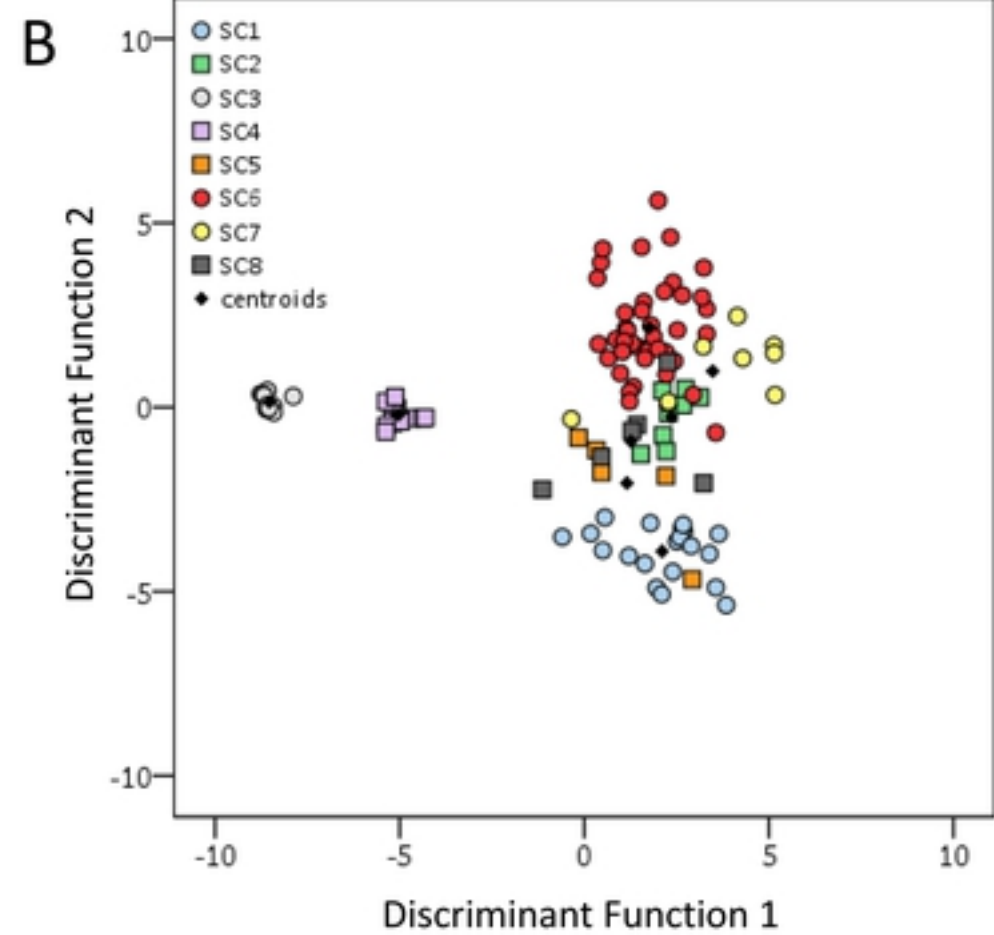 B
SC1
SC2
SC3
SC4
SC5
SC6
SC7
SC8
centroids
10
5
0
-5
-10
Discriminant Function 2
-10
-5
0
5
10
Discriminant Function 1